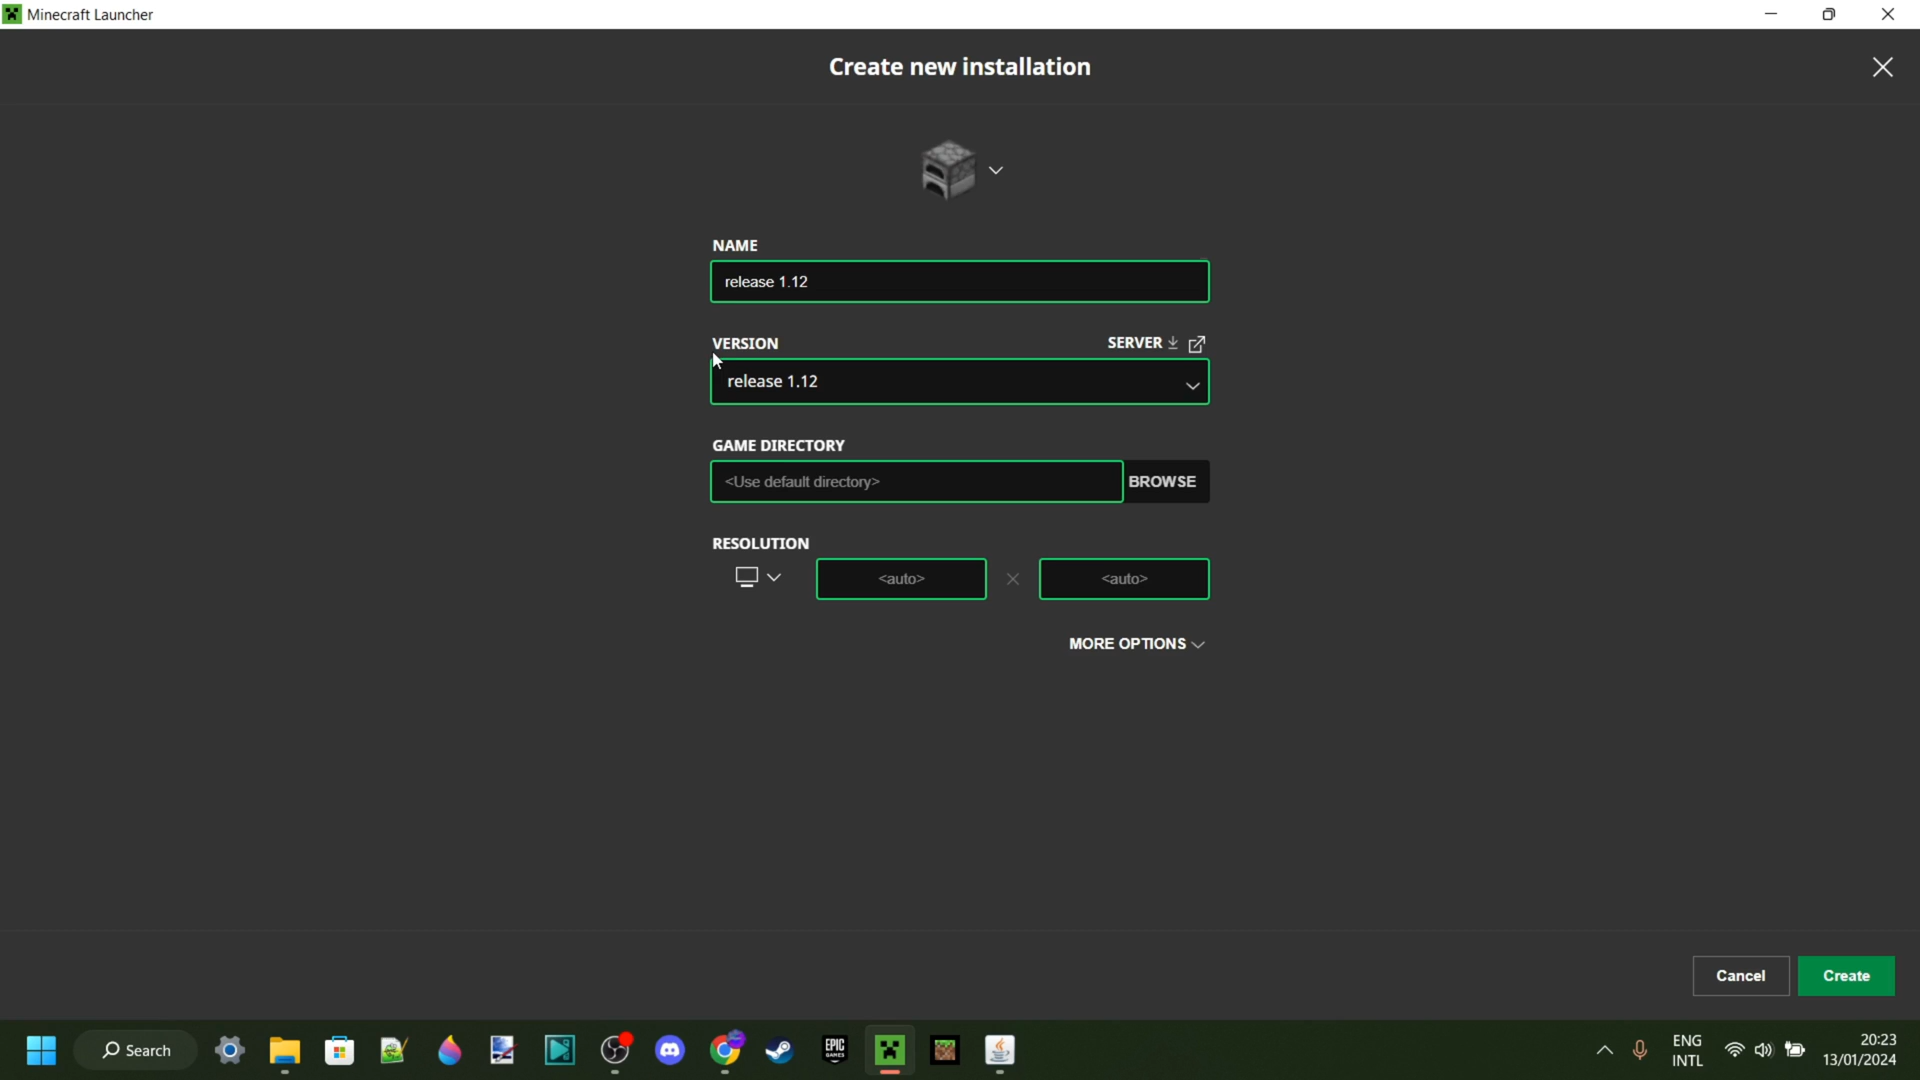 Minecraft Launcher
Create new installation
NAME
release 1.12
VERSION
SERVER
release 1.12
GAME DIRECTORY
<Use default directory>
BROWSE
RESOLUTION
<auto>
<auto>
MORE OPTIONS
Cancel
Create
Search
EPIC
GAMES
ENG
INTL
20:23
13/01/2024